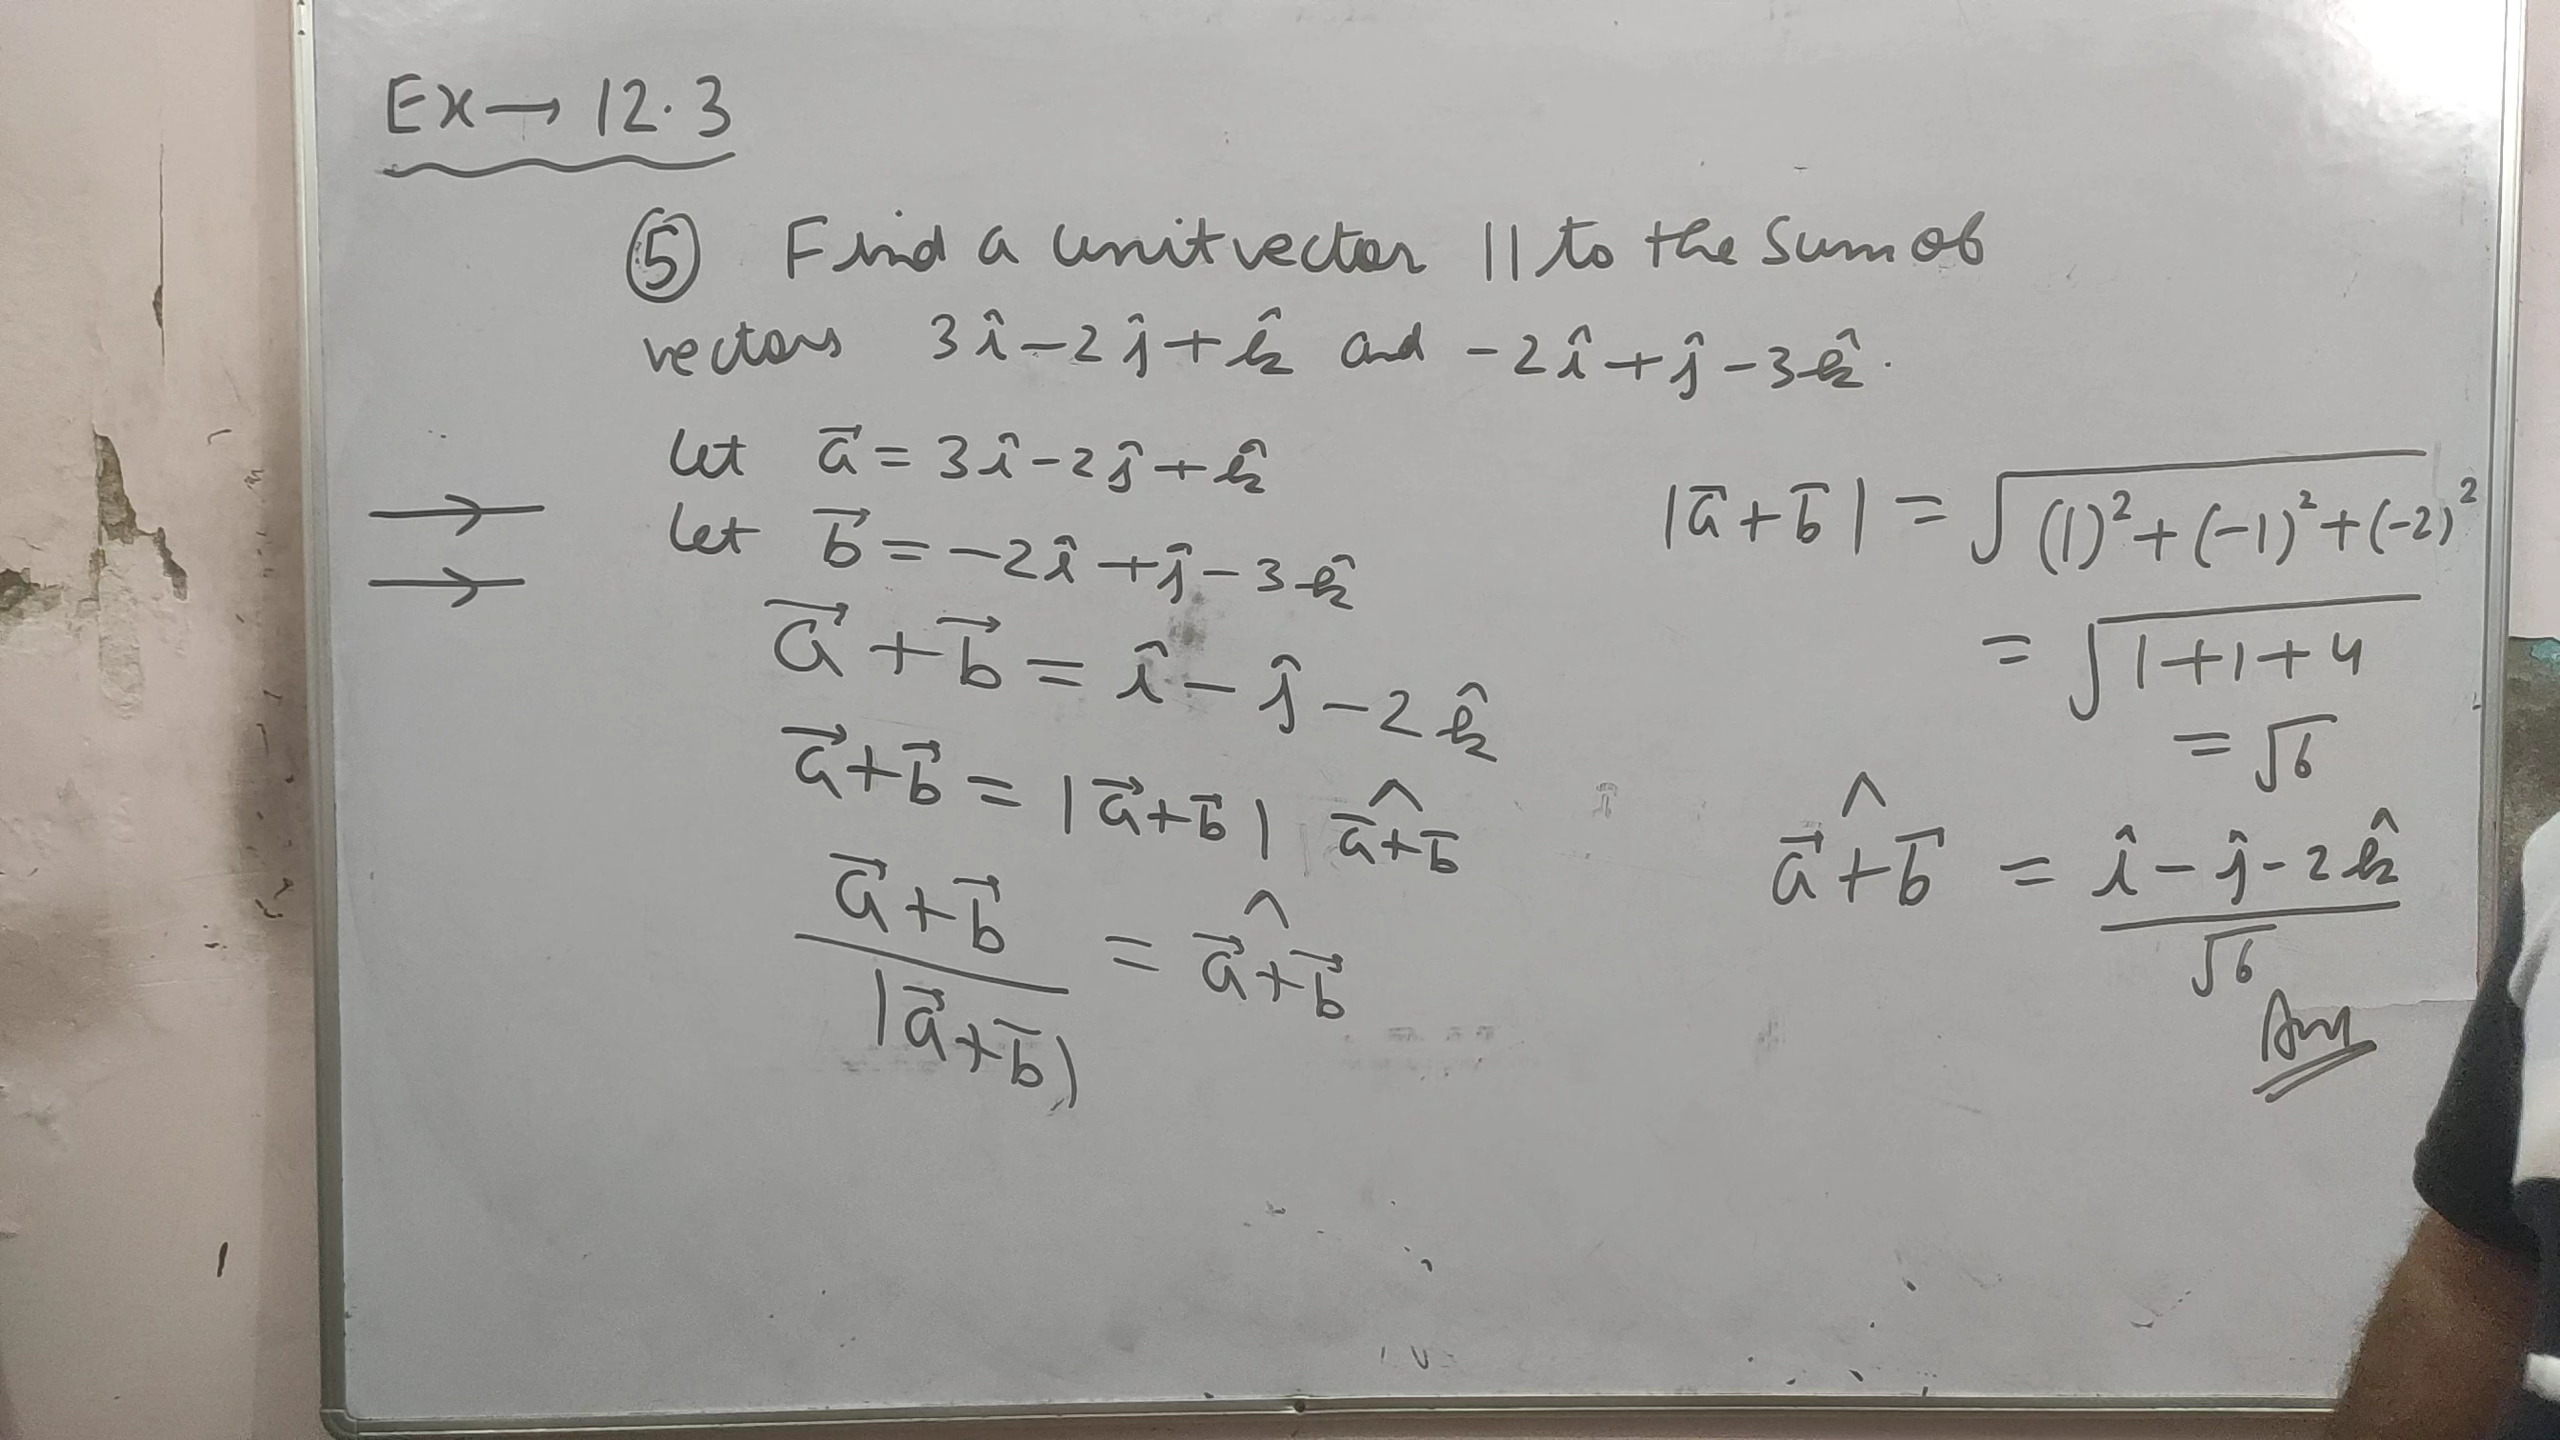 Ex → 12.3
⑤ Find a unit vector || to the sum of
vectors 3î - 2ĵ + k̂ and -2î + ĵ - 3k̂.
Let a⃗ = 3î - 2ĵ + k̂
Let b⃗ = -2î + ĵ - 3k̂
a⃗ + b⃗ = î - ĵ - 2k̂
a⃗ + b⃗ = |a⃗ + b⃗| a⃗+b⃗ ^
(a⃗ + b⃗) / |a⃗ + b⃗| = a⃗+b⃗ ^
|a⃗ + b⃗| = √((1)² + (-1)² + (-2)²)
= √(1+1+4)
= √6
a⃗+b⃗ ^ = (î - ĵ - 2k̂) / √6
Ans